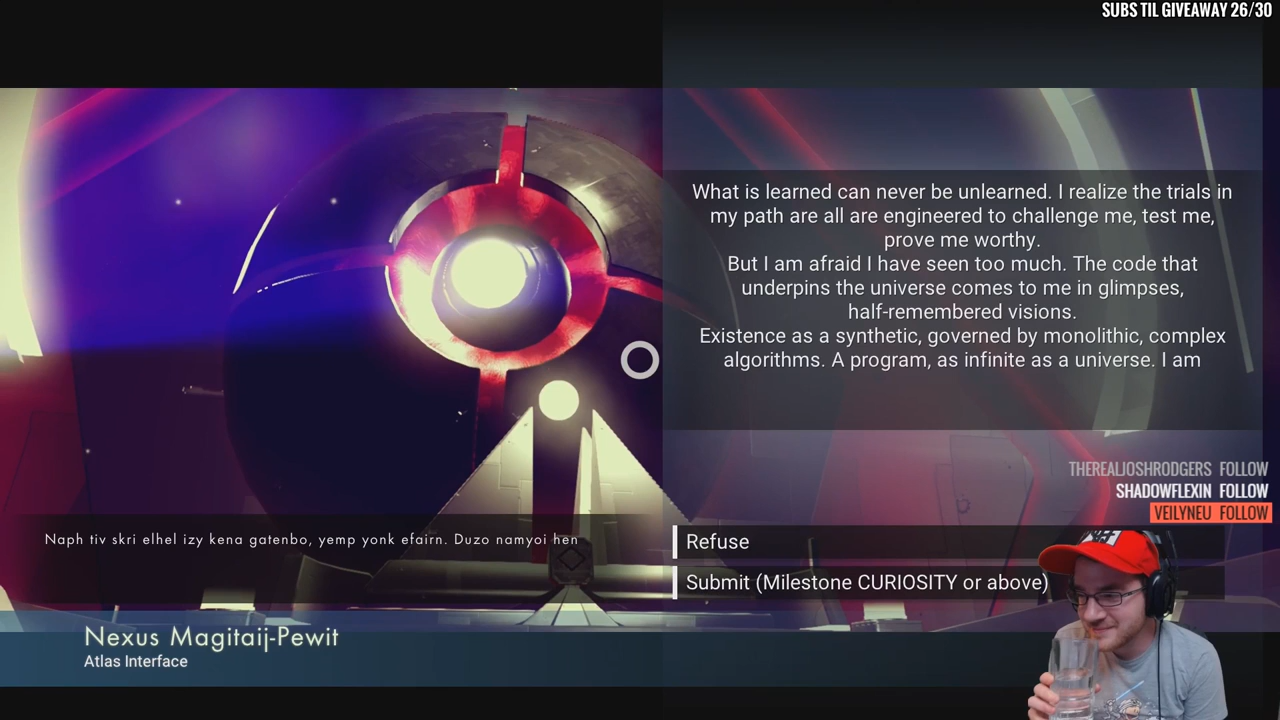 SUBS TIL GIVEAWAY 26/30
What is learned can never be unlearned. I realize the trials in
my path are all are engineered to challenge me, test me,
prove me worthy.
But I am afraid I have seen too much. The code that
underpins the universe comes to me in glimpses,
half-remembered visions.
Existence as a synthetic, governed by monolithic, complex
algorithms. A program, as infinite as a universe. I am
THEREALJOSHRODGERS FOLLOW
SHADOWFLEXIN FOLLOW
VEILYNEU FOLLOW
Naph tiv skri elhel izy kena gatenbo, yemp yonk efairn. Duzo namyoi hen
Refuse
Submit (Milestone CURIOSITY or above)
Nexus Magitaij-Pewit
Atlas Interface